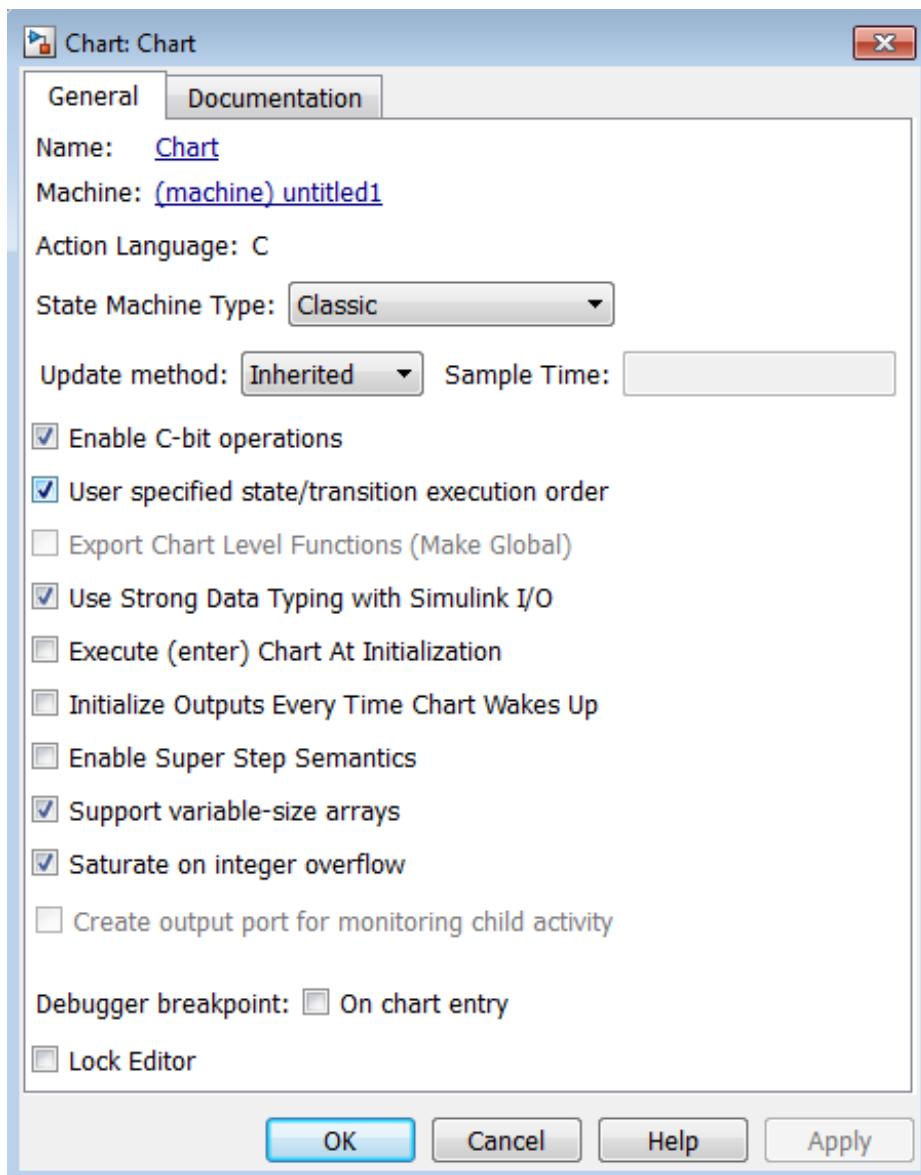 Chart: Chart
General Documentation
Name: Chart
Machine: (machine) untitled1
Action Language: C
State Machine Type: Classic
Update method: Inherited Sample Time:
Enable C-bit operations
User specified state/transition execution order
Export Chart Level Functions (Make Global)
Use Strong Data Typing with Simulink I/O
Execute (enter) Chart At Initialization
Initialize Outputs Every Time Chart Wakes Up
Enable Super Step Semantics
Support variable-size arrays
Saturate on integer overflow
Create output port for monitoring child activity
Debugger breakpoint: On chart entry
Lock Editor
OK Cancel Help Apply